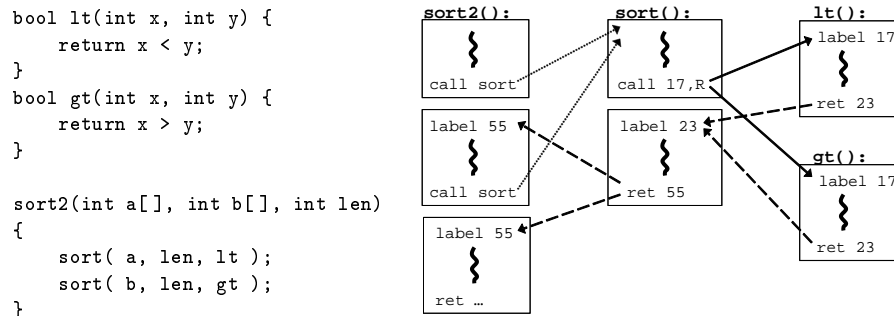 bool lt(int x, int y) {
    return x < y;
}
bool gt(int x, int y) {
    return x > y;
}
sort2(int a[], int b[], int len)
{
    sort( a, len, lt );
    sort( b, len, gt );
}
sort2():
call sort
label 55
call sort
label 55
ret …
sort():
call 17,R
label 23
ret 55
lt():
label 17
ret 23
gt():
label 17
ret 23